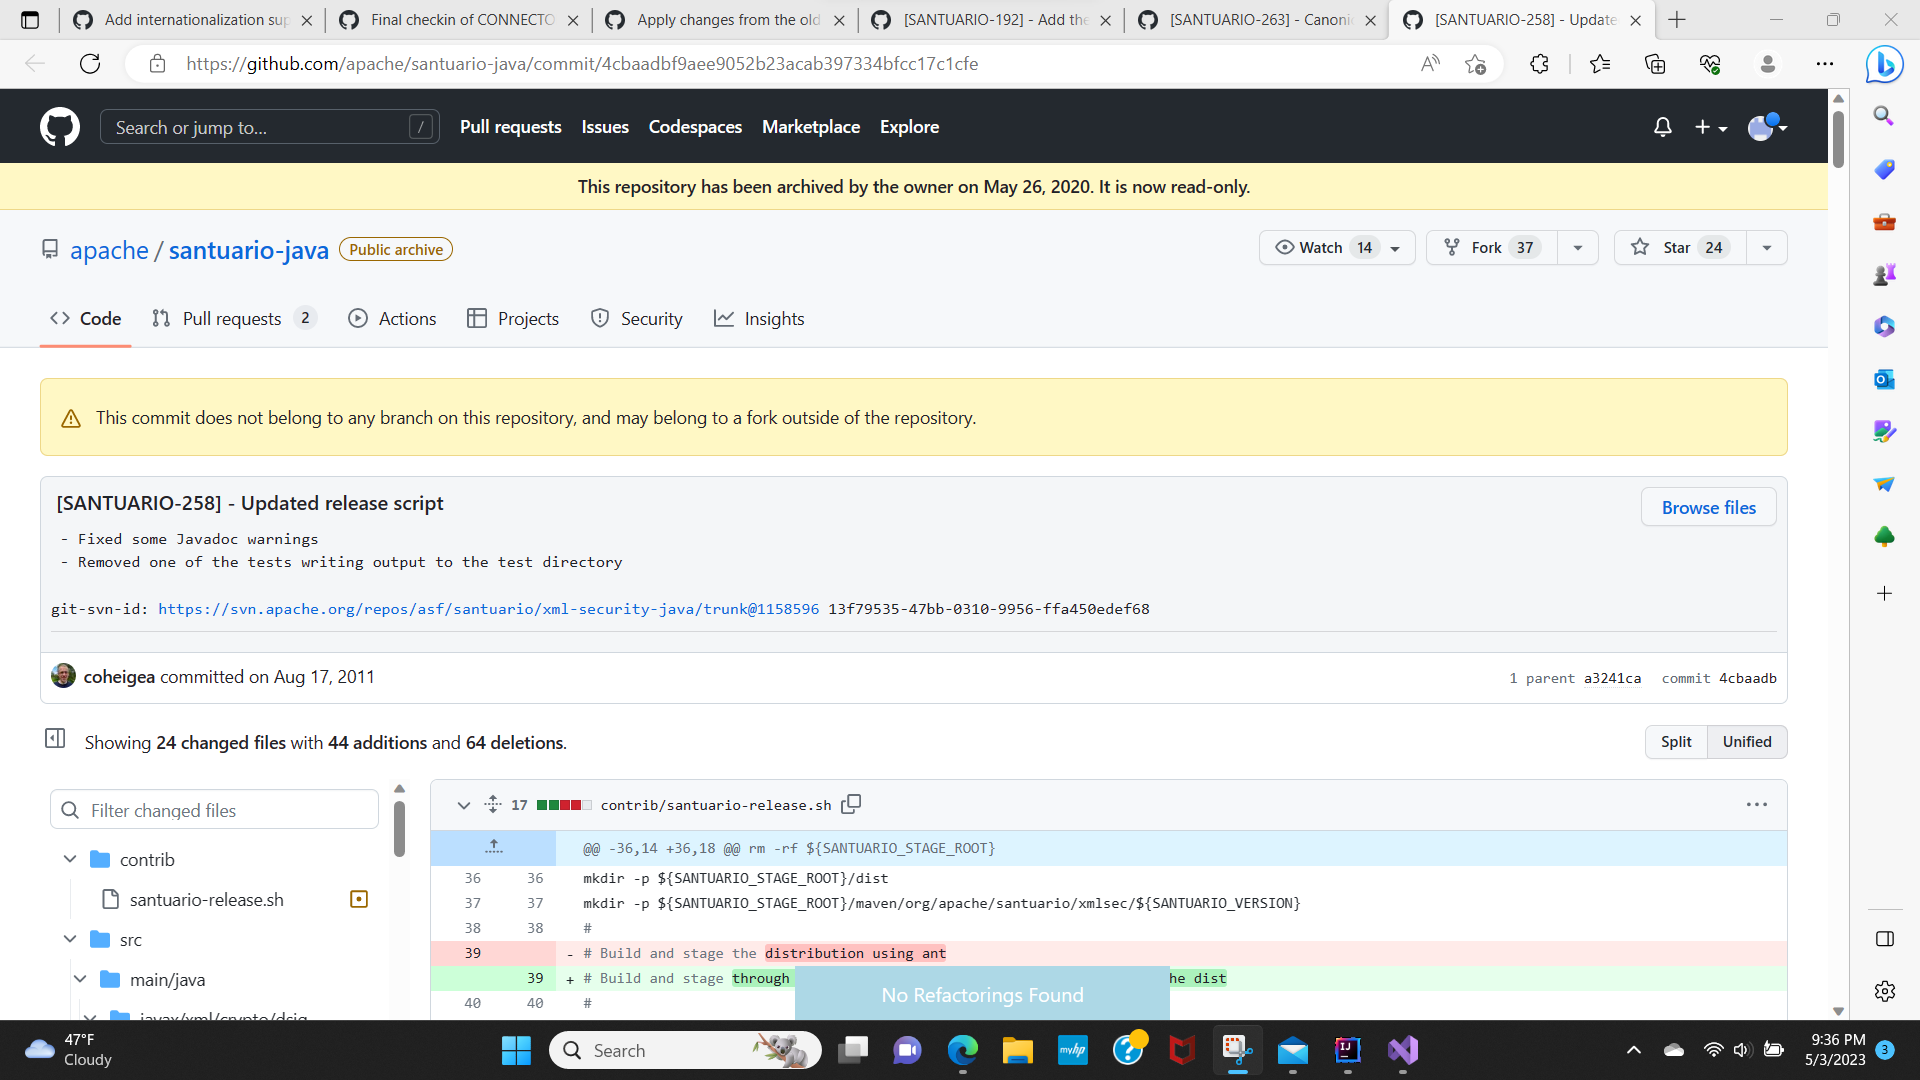 Add internationalization sup
Final checkin of CONNECTO
Apply changes from the old
[SANTUARIO-192] - Add the
[SANTUARIO-263] - Canoni
[SANTUARIO-258] - Update
https://github.com/apache/santuario-java/commit/4cbaadbf9aee9052b23acab397334bfcc17c1cfe
Search or jump to... /
Pull requests Issues Codespaces Marketplace Explore
This repository has been archived by the owner on May 26, 2020. It is now read-only.
apache / santuario-java Public archive
Watch 14 Fork 37 Star 24
Code Pull requests 2 Actions Projects Security Insights
This commit does not belong to any branch on this repository, and may belong to a fork outside of the repository.
[SANTUARIO-258] - Updated release script
Browse files
- Fixed some Javadoc warnings
- Removed one of the tests writing output to the test directory
git-svn-id: https://svn.apache.org/repos/asf/santuario/xml-security-java/trunk@1158596 13f79535-47bb-0310-9956-ffa450edef68
coheigea committed on Aug 17, 2011
1 parent a3241ca commit 4cbaadb
Showing 24 changed files with 44 additions and 64 deletions.
Split Unified
Filter changed files
contrib
santuario-release.sh
src
main/java
javax/xml/crypto/dsig
17 contrib/santuario-release.sh
@@ -36,14 +36,18 @@ rm -rf ${SANTUARIO_STAGE_ROOT}
36 36 mkdir -p ${SANTUARIO_STAGE_ROOT}/dist
37 37 mkdir -p ${SANTUARIO_STAGE_ROOT}/maven/org/apache/santuario/xmlsec/${SANTUARIO_VERSION}
38 38 #
39 - # Build and stage the distribution using ant
39 + # Build and stage through he dist
40 40 #
No Refactorings Found
47°F
Cloudy
Search
myhp
IJ
9:36 PM
5/3/2023
3